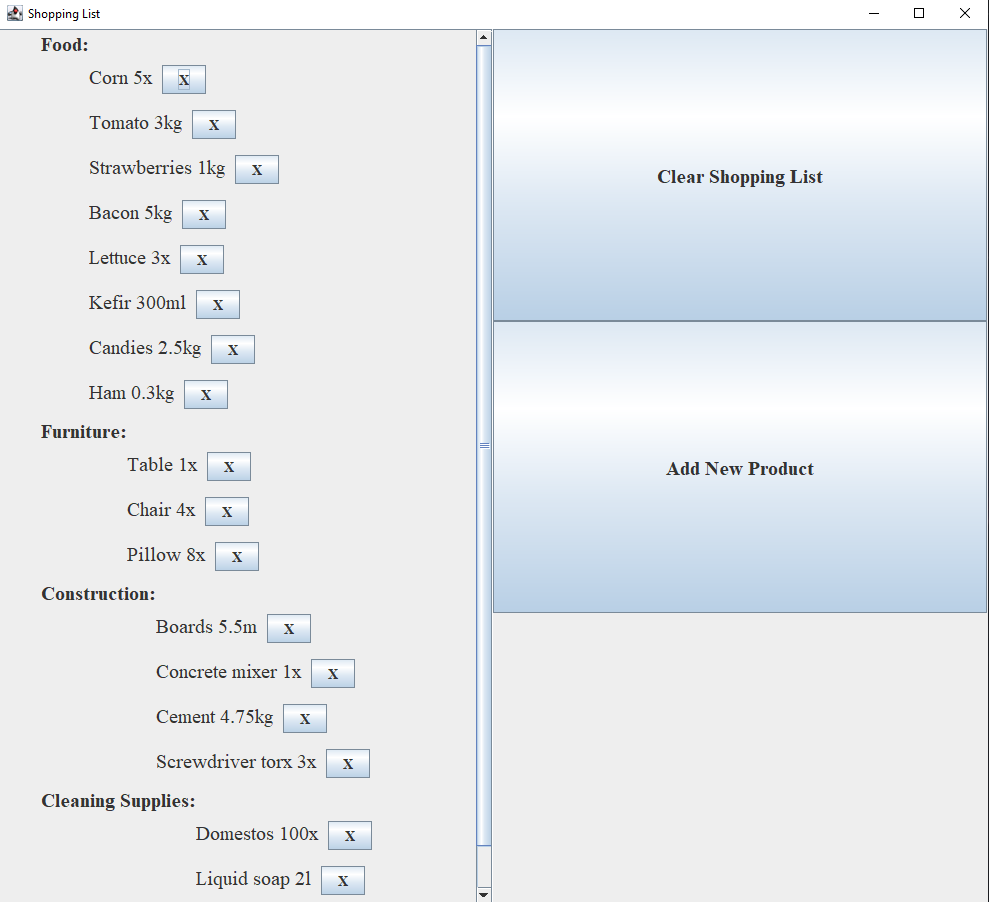 Shopping List
Food:
Corn 5x X
Tomato 3kg X
Strawberries 1kg X
Bacon 5kg X
Lettuce 3x X
Kefir 300ml X
Candies 2.5kg X
Ham 0.3kg X
Furniture:
Table 1x X
Chair 4x X
Pillow 8x X
Construction:
Boards 5.5m X
Concrete mixer 1x X
Cement 4.75kg X
Screwdriver torx 3x X
Cleaning Supplies:
Domestos 100x X
Liquid soap 2l X
Clear Shopping List
Add New Product